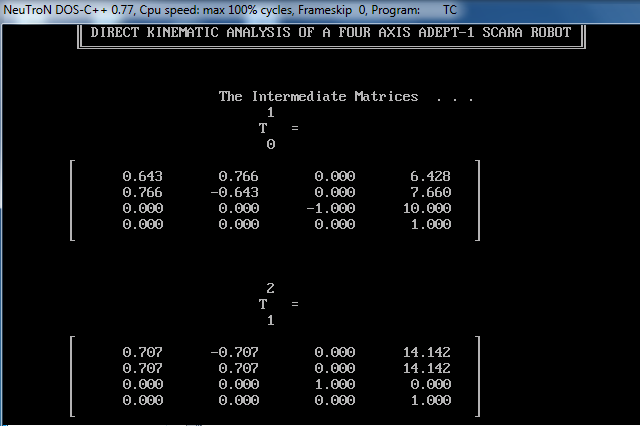 NeuTroN DOS-C++ 0.77, Cpu speed: max 100% cycles, Frameskip 0, Program: TC
DIRECT KINEMATIC ANALYSIS OF A FOUR AXIS ADEPT-1 SCARA ROBOT
The Intermediate Matrices . . .
1
T =
0
0.643 0.766 0.000 6.428
0.766 -0.643 0.000 7.660
0.000 0.000 -1.000 10.000
0.000 0.000 0.000 1.000
2
T =
1
0.707 -0.707 0.000 14.142
0.707 0.707 0.000 14.142
0.000 0.000 1.000 0.000
0.000 0.000 0.000 1.000